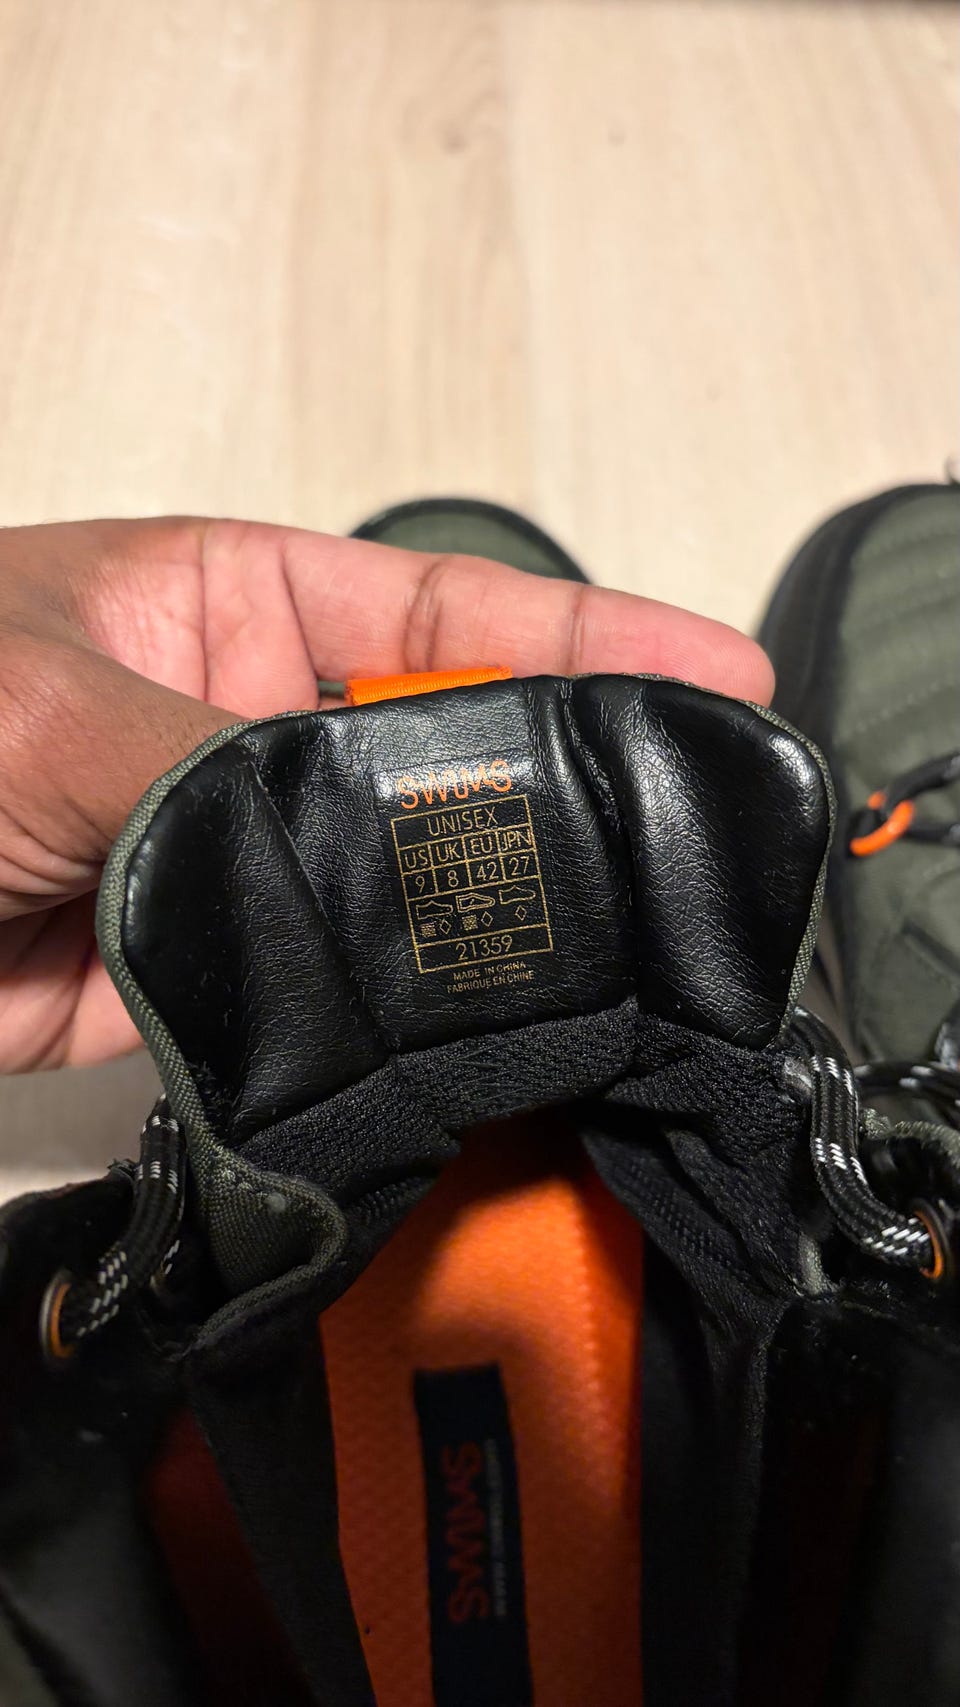 SWIMS
UNISEX
US UK EU JPN
9 8 42 27
21359
MADE IN CHINA
FABRIQUE EN CHINE
SWIMS